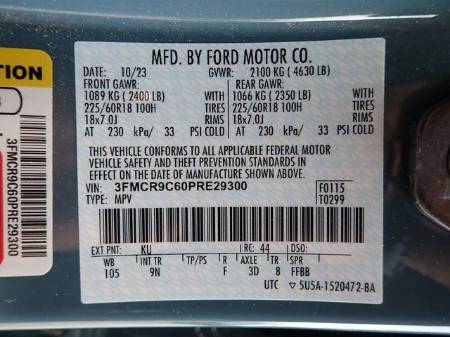 MFD. BY FORD MOTOR CO.
DATE: 10/23 GVWR: 2100 KG ( 4630 LB)
FRONT GAWR: REAR GAWR:
1089 KG ( 2400 LB) WITH 1066 KG ( 2350 LB) WITH
225/60R18 100H TIRES 225/60R18 100H TIRES
18x7.0J RIMS 18x7.0J RIMS
AT 230 kPa/ 33 PSI COLD AT 230 kPa/ 33 PSI COLD
THIS VEHICLE CONFORMS TO ALL APPLICABLE FEDERAL MOTOR
VEHICLE SAFETY, BUMPER, AND THEFT PREVENTION STANDARDS IN
EFFECT ON THE DATE OF MANUFACTURE SHOWN ABOVE.
VIN: 3FMCR9C60PRE29300 F0115
TYPE: MPV T0299
EXT PNT: KU RC: 44 DSO:
WB INT TR TP/PS R AXLE TR SPR
105 9N F 3D 8 FFBB
UTC 5U5A-1520472-BA
CAUTION
3FMCR9C60PRE29300